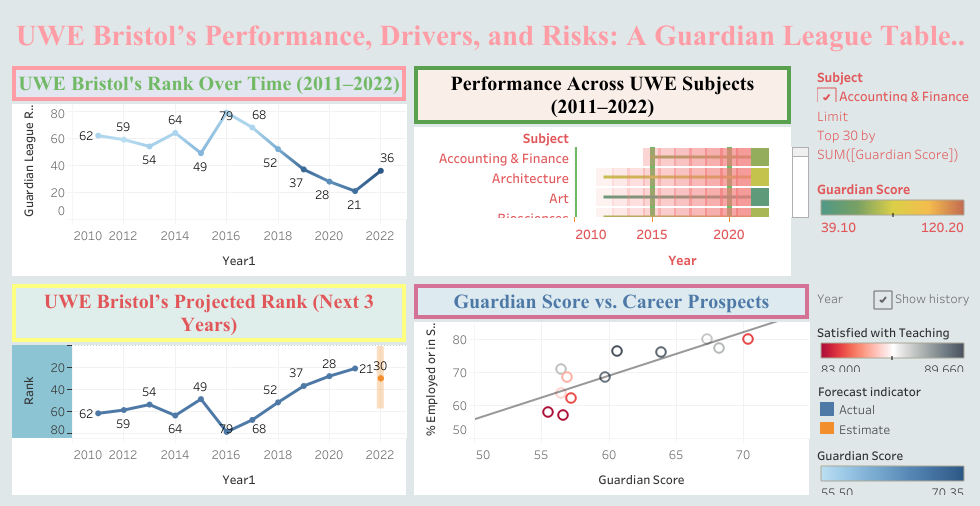 UWE Bristol’s Performance, Drivers, and Risks: A Guardian League Table..
UWE Bristol's Rank Over Time (2011–2022)
Guardian League R..
80
60
40
20
0
62
59
54
64
49
79
68
52
37
28
21
36
2010 2012 2014 2016 2018 2020 2022
Year1
Performance Across UWE Subjects
(2011–2022)
Subject
Accounting & Finance
Architecture
Art
Biosciences
2010 2015 2020
Year
Subject
Accounting & Finance
Limit
Top 30 by
SUM([Guardian Score])
Guardian Score
39.10 120.20
UWE Bristol’s Projected Rank (Next 3
Years)
Rank
20
40
60
80
62
59
54
64
49
79
68
52
37
28
21
30
2010 2012 2014 2016 2018 2020 2022
Year1
Guardian Score vs. Career Prospects
% Employed or in S..
80
70
60
50
50 55 60 65 70
Guardian Score
Year
Show history
Satisfied with Teaching
83.000 89.660
Forecast indicator
Actual
Estimate
Guardian Score
55.50 70.35